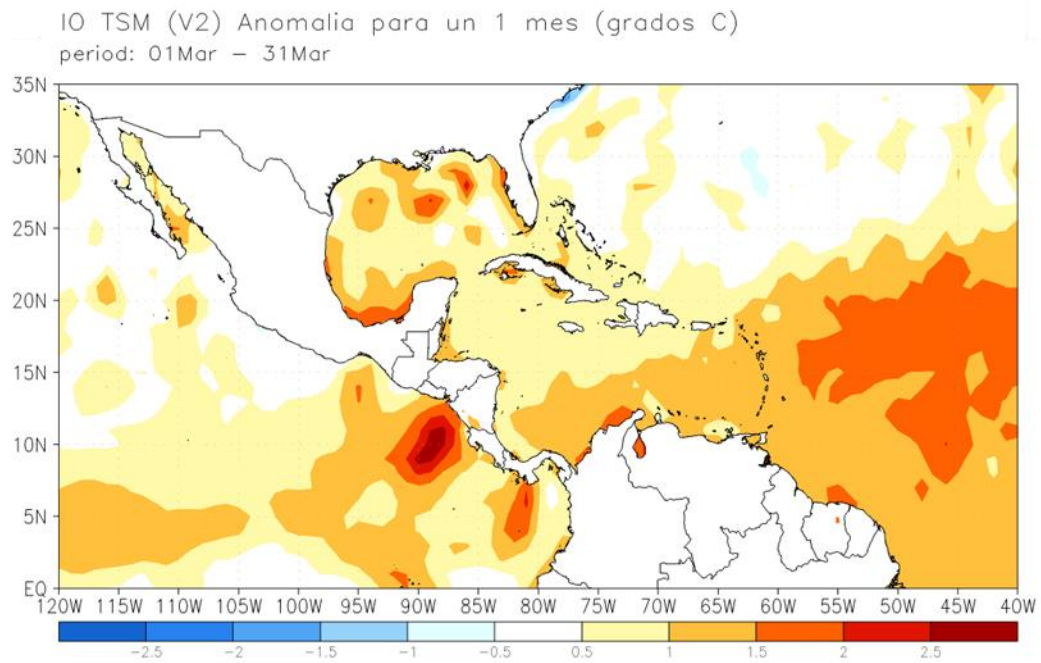 IO TSM (V2) Anomalia para un 1 mes (grados C)
period: 01Mar – 31Mar
35N
30N
25N
20N
15N
10N
5N
EQ
120W 115W 110W 105W 100W 95W 90W 85W 80W 75W 70W 65W 60W 55W 50W 45W 40W
-2.5 -2 -1.5 -1 -0.5 0.5 1 1.5 2 2.5